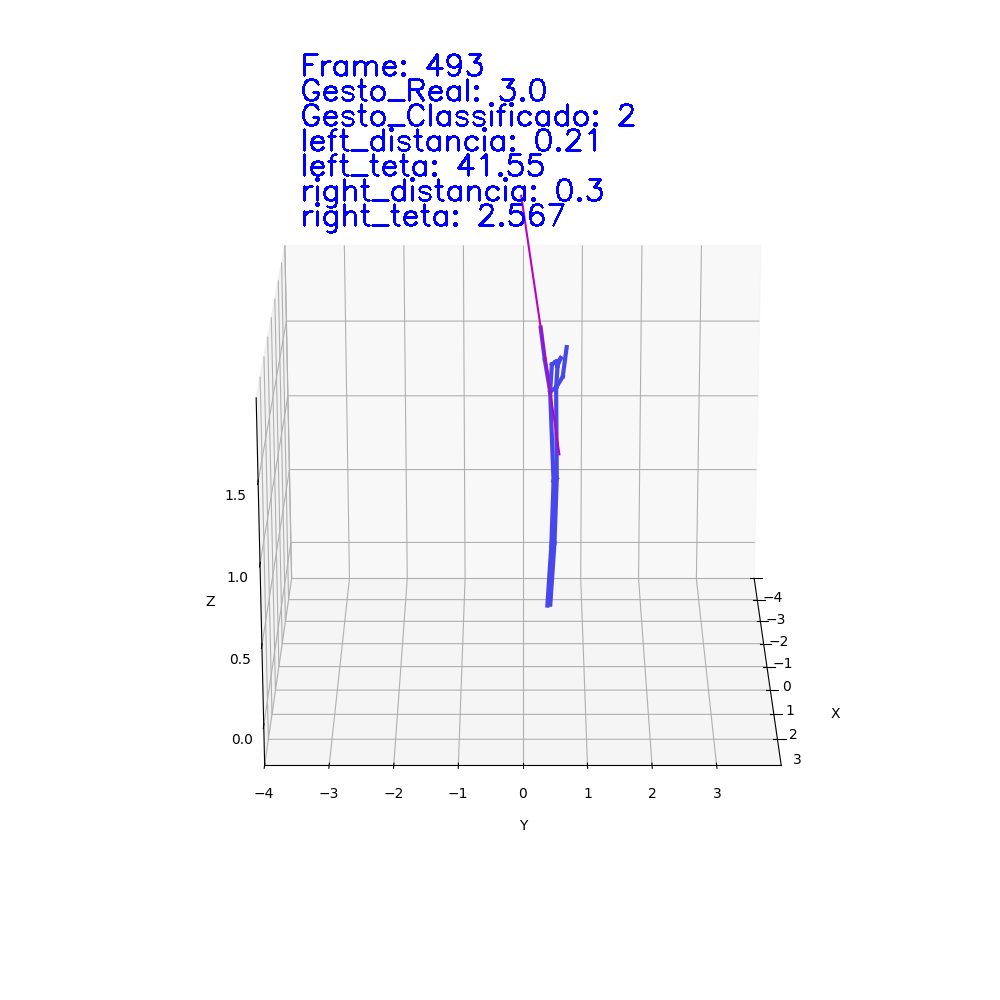 Frame: 493
Gesto_Real: 3.0
Gesto_Classificado: 2
left_distancia: 0.21
left_teta: 41.55
right_distancia: 0.3
right_teta: 2.567
1.5
1.0
Z
0.5
0.0
−4
−3
−2
−1
0
1
X
2
3
−4 −3 −2 −1 0 1 2 3
Y